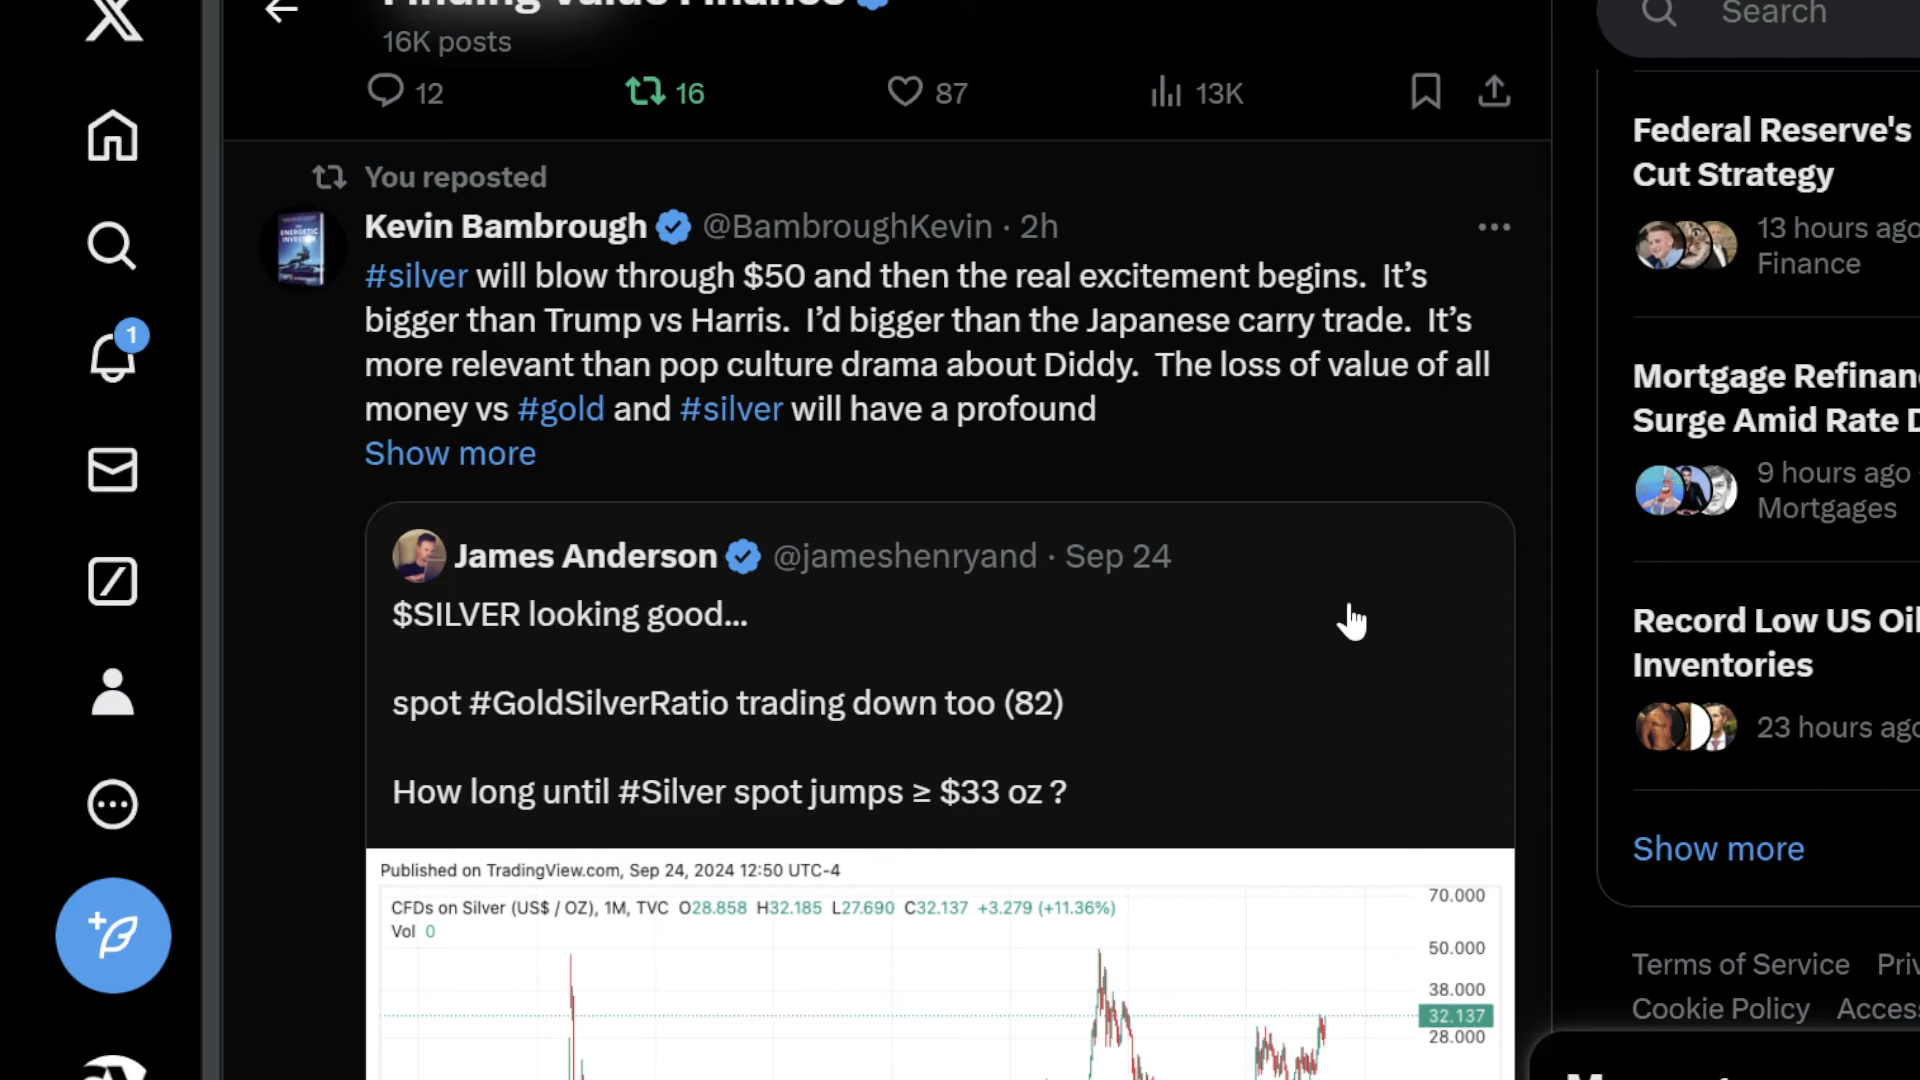 Finding Value Finance
16K posts
12 16 87 13K
You reposted
Kevin Bambrough @BambroughKevin · 2h
#silver will blow through $50 and then the real excitement begins.  It’s
bigger than Trump vs Harris.  I’d bigger than the Japanese carry trade.  It’s
more relevant than pop culture drama about Diddy.  The loss of value of all
money vs #gold and #silver will have a profound
Show more
James Anderson @jameshenryand · Sep 24
$SILVER looking good...
spot #GoldSilverRatio trading down too (82)
How long until #Silver spot jumps ≥ $33 oz ?
Published on TradingView.com, Sep 24, 2024 12:50 UTC-4
CFDs on Silver (US$ / OZ), 1M, TVC O28.858 H32.185 L27.690 C32.137 +3.279 (+11.36%)
Vol 0
70.000
50.000
38.000
32.137
28.000
1
Search
Federal Reserve's
Cut Strategy
13 hours ago
Finance
Mortgage Refinan
Surge Amid Rate D
9 hours ago ·
Mortgages
Record Low US Oil
Inventories
23 hours ago
Show more
Terms of Service Priv
Cookie Policy Access